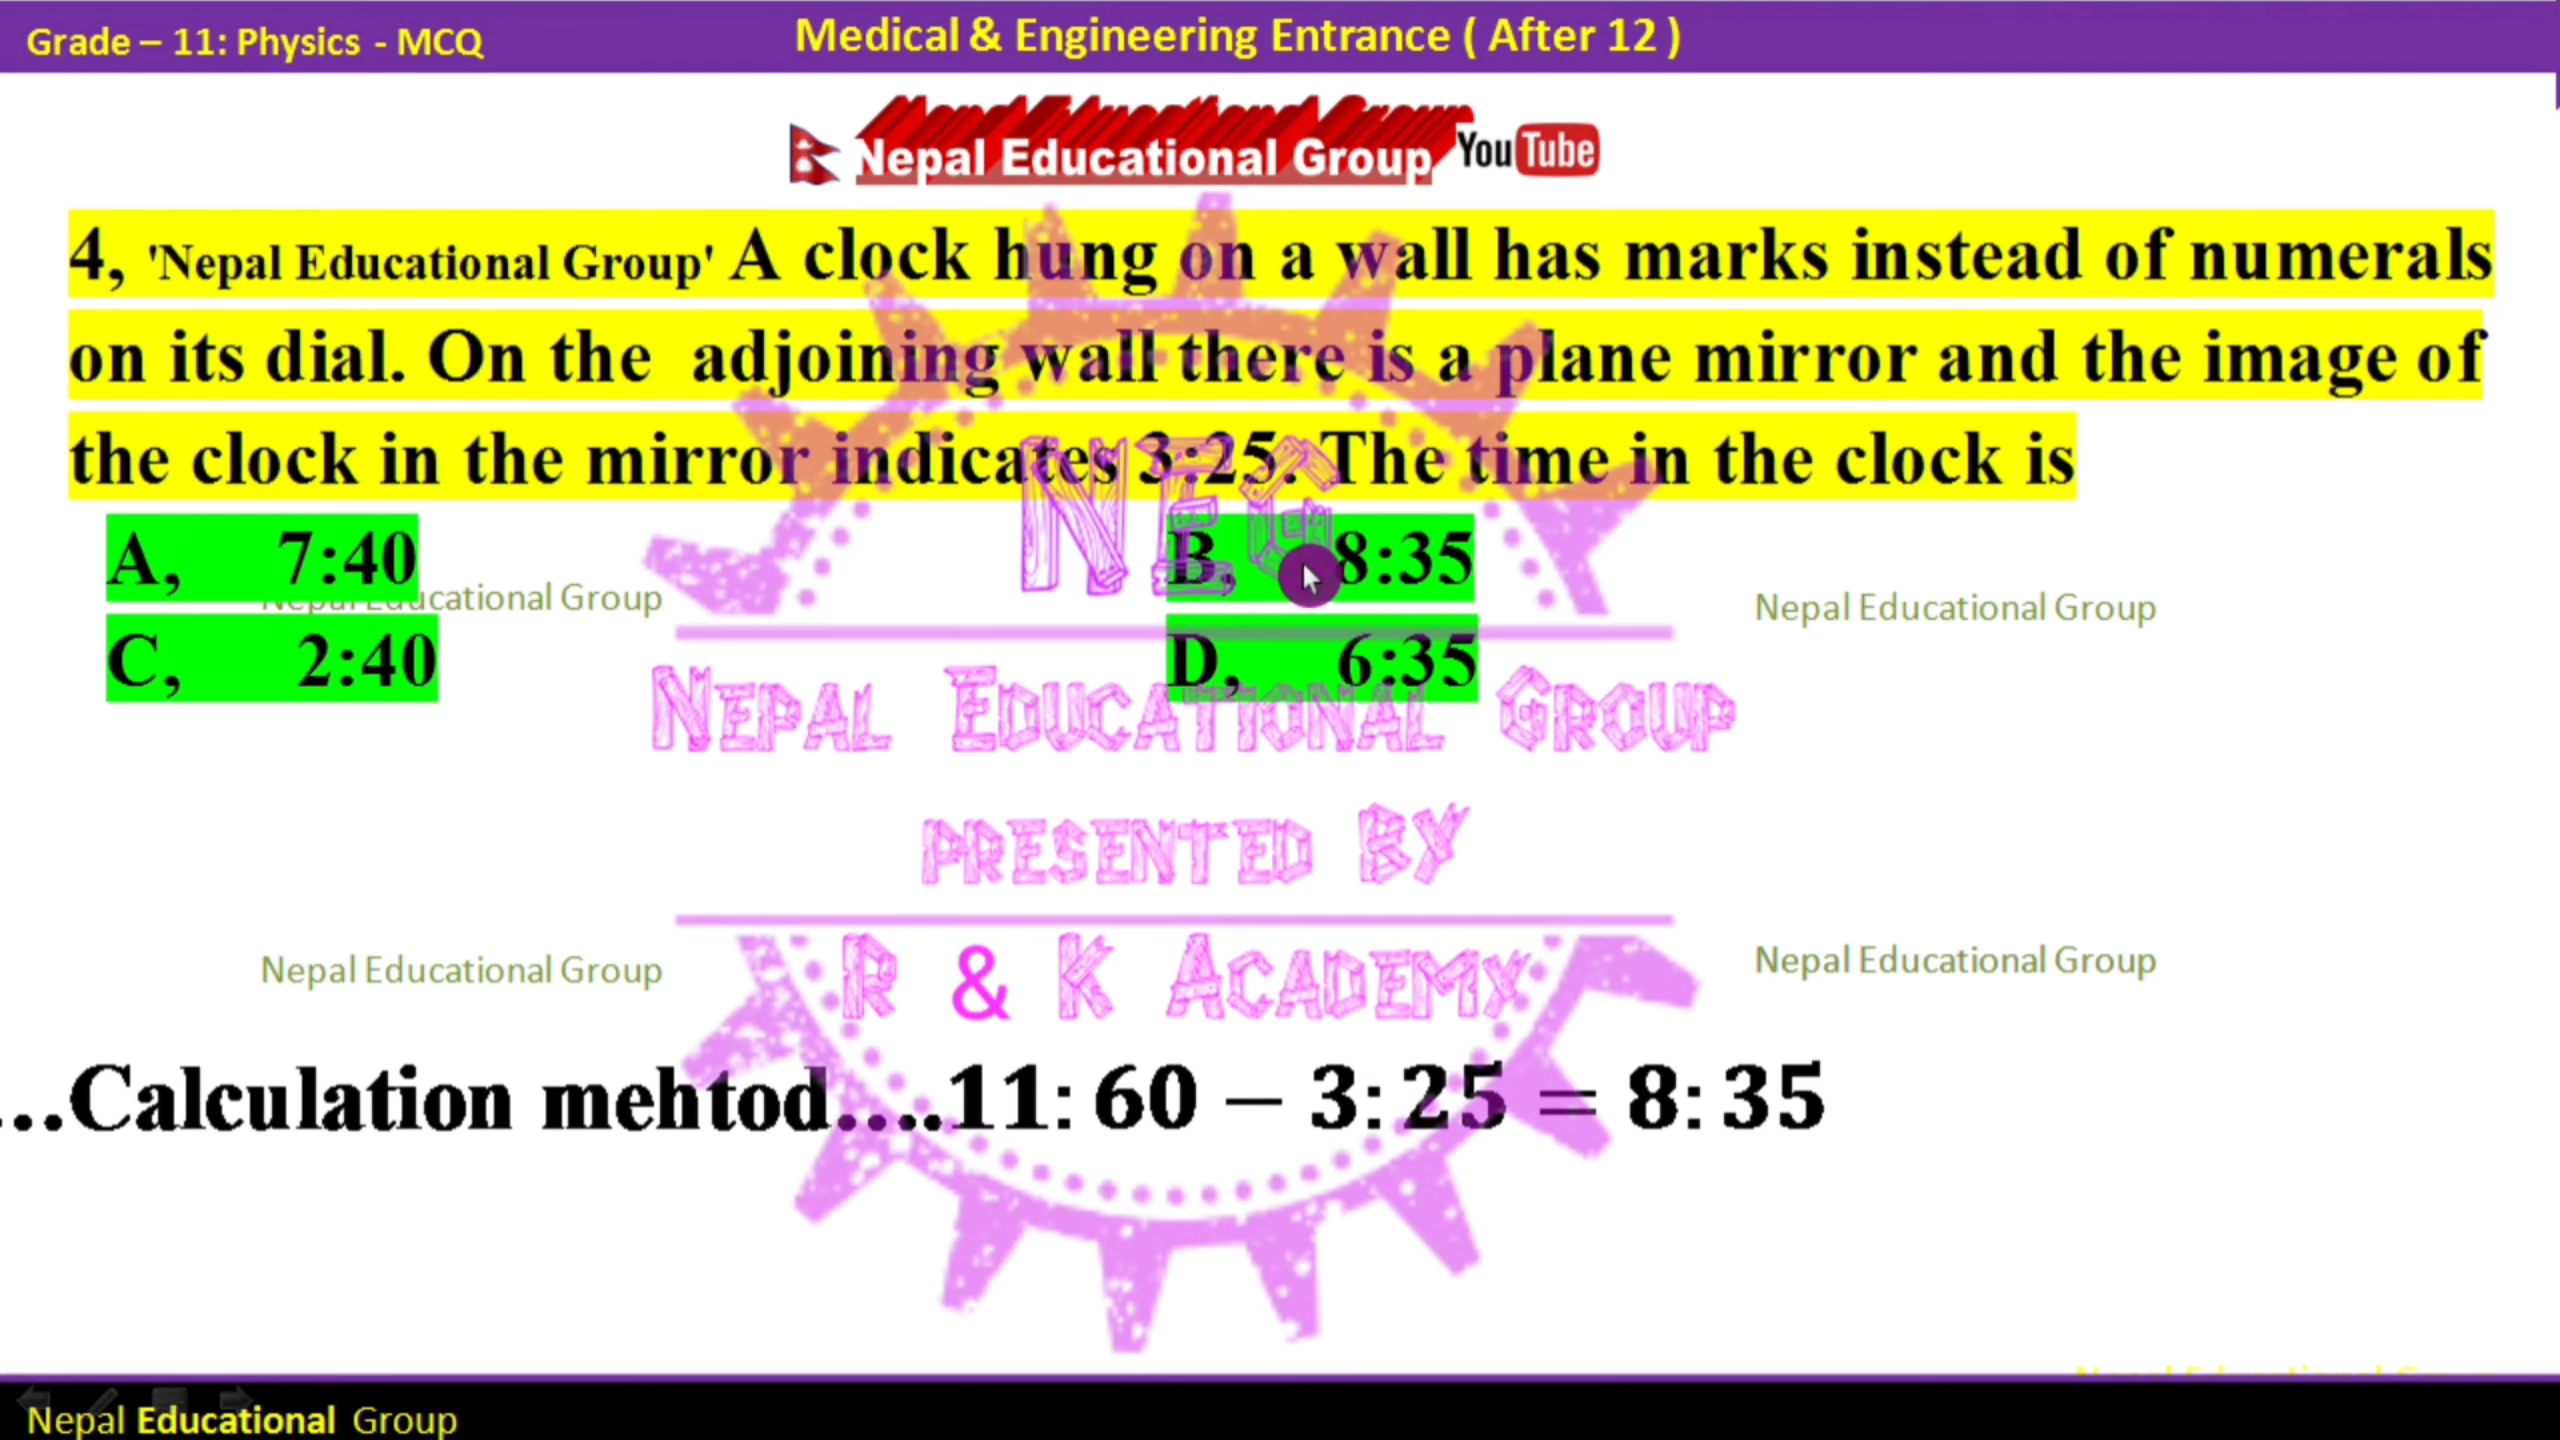 Grade – 11: Physics - MCQ
Medical & Engineering Entrance ( After 12 )
Nepal Educational Group YouTube
4, 'Nepal Educational Group' A clock hung on a wall has marks instead of numerals
on its dial. On the adjoining wall there is a plane mirror and the image of
the clock in the mirror indicates 3:25. The time in the clock is
NEG
A, 7:40
B, 8:35
Nepal Educational Group
Nepal Educational Group
C, 2:40
D, 6:35
NEPAL EDUCATIONAL GROUP
PRESENTED BY
Nepal Educational Group
R & K ACADEMY
Nepal Educational Group
...Calculation mehtod....11: 60 – 3: 25 = 8: 35
Nepal Educational Group